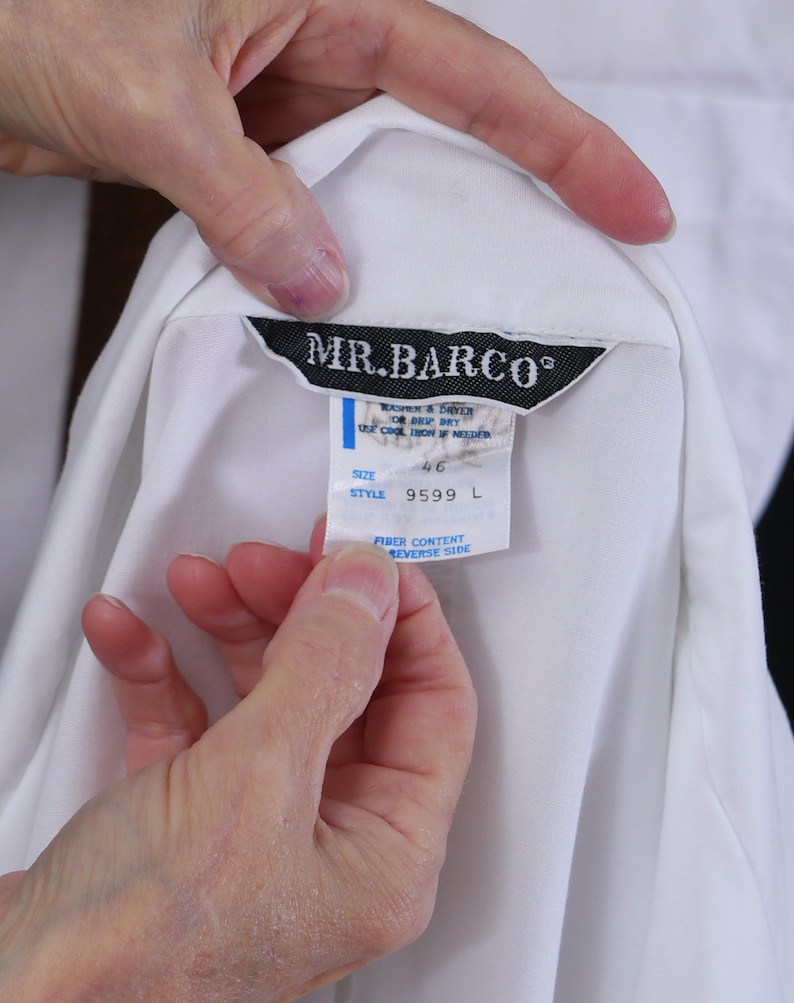 MR.BARCO®
WASHER & DRYER
OR DRIP DRY
USE COOL IRON IF NEEDED.
SIZE 46
STYLE 9599 L
FIBER CONTENT
REVERSE SIDE